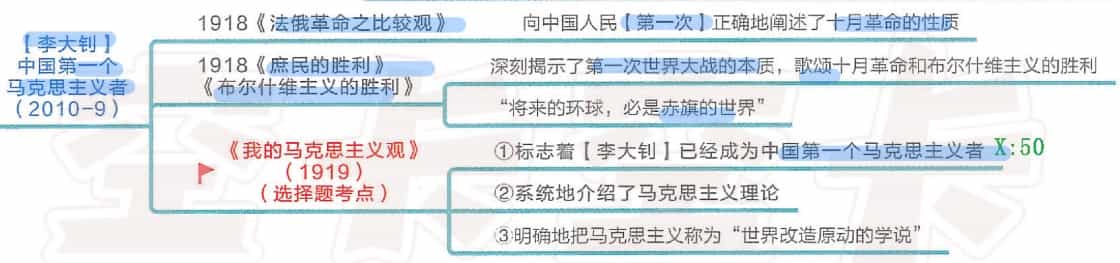 【李大钊】
中国第一个
马克思主义者
(2010-9)
1918《法俄革命之比较观》
向中国人民【第一次】正确地阐述了十月革命的性质
1918《庶民的胜利》
《布尔什维主义的胜利》
深刻揭示了第一次世界大战的本质，歌颂十月革命和布尔什维主义的胜利
“将来的环球，必是赤旗的世界”
《我的马克思主义观》
(1919)
(选择题考点)
①标志着【李大钊】已经成为中国第一个马克思主义者 X:50
②系统地介绍了马克思主义理论
③明确地把马克思主义称为“世界改造原动的学说”